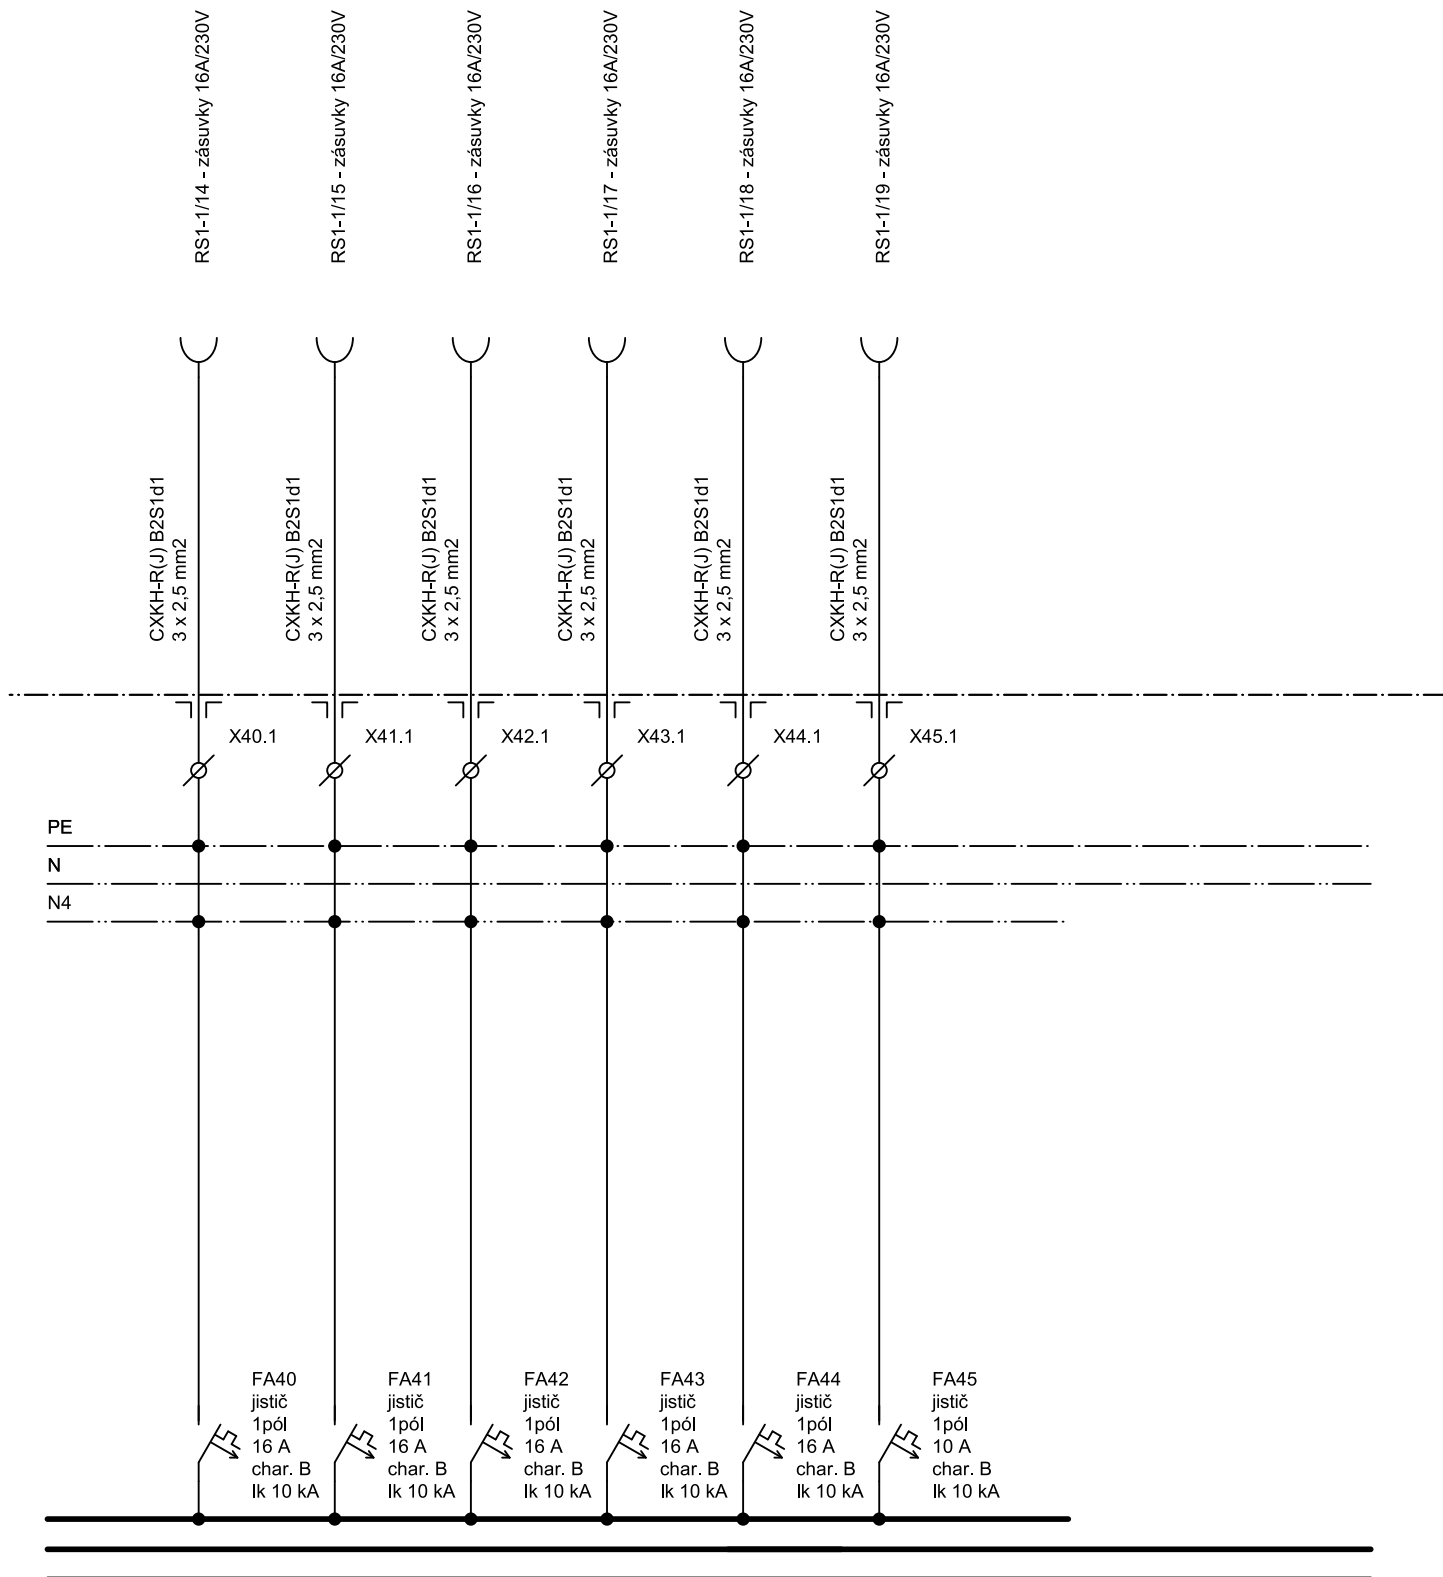 RS1-1/14 - zásuvky 16A/230V
RS1-1/15 - zásuvky 16A/230V
RS1-1/16 - zásuvky 16A/230V
RS1-1/17 - zásuvky 16A/230V
RS1-1/18 - zásuvky 16A/230V
RS1-1/19 - zásuvky 16A/230V
CXKH-R(J) B2S1d1
3 x 2,5 mm2
CXKH-R(J) B2S1d1
3 x 2,5 mm2
CXKH-R(J) B2S1d1
3 x 2,5 mm2
CXKH-R(J) B2S1d1
3 x 2,5 mm2
CXKH-R(J) B2S1d1
3 x 2,5 mm2
CXKH-R(J) B2S1d1
3 x 2,5 mm2
X40.1
X41.1
X42.1
X43.1
X44.1
X45.1
PE
N
N4
FA40
jistič
1pól
16 A
char. B
Ik 10 kA
FA41
jistič
1pól
16 A
char. B
Ik 10 kA
FA42
jistič
1pól
16 A
char. B
Ik 10 kA
FA43
jistič
1pól
16 A
char. B
Ik 10 kA
FA44
jistič
1pól
16 A
char. B
Ik 10 kA
FA45
jistič
1pól
10 A
char. B
Ik 10 kA